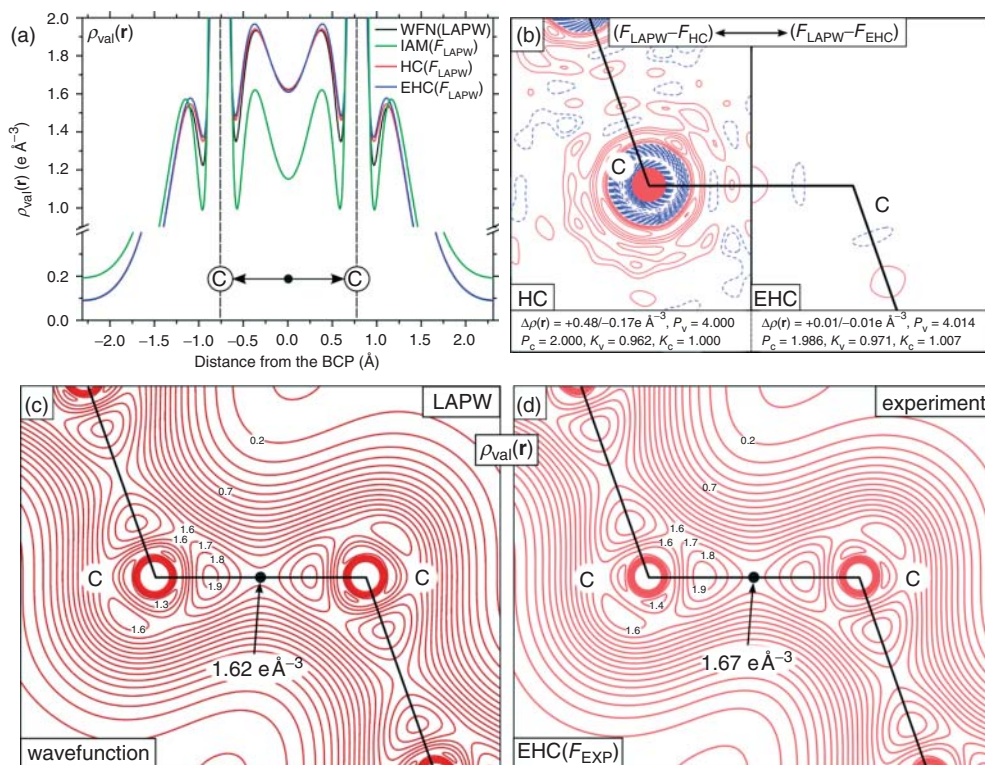 (a)
ρval(r)
WFN(LAPW)
IAM(FLAPW)
HC(FLAPW)
EHC(FLAPW)
ρval(r) (e Å−3)
2.0
1.8
1.6
1.4
1.2
1.0
0.2
0.0
C
C
−2.0 −1.5 −1.0 −0.5 0.0 0.5 1.0 1.5 2.0
Distance from the BCP (Å)
(b)
(FLAPW–FHC) (FLAPW–FEHC)
C
C
HC
EHC
Δρ(r) = +0.48/−0.17e Å−3, Pv = 4.000
Pc = 2.000, Kv = 0.962, Kc = 1.000
Δρ(r) = +0.01/−0.01e Å−3, Pv = 4.014
Pc = 1.986, Kv = 0.971, Kc = 1.007
(c)
LAPW
ρval(r)
0.2
0.7
1.6
1.6
1.7
1.8
1.9
C
C
1.3
1.6
1.62 e Å−3
wavefunction
(d)
experiment
0.2
0.7
1.6
1.6
1.7
1.8
1.9
C
C
1.4
1.6
1.67 e Å−3
EHC(FEXP)